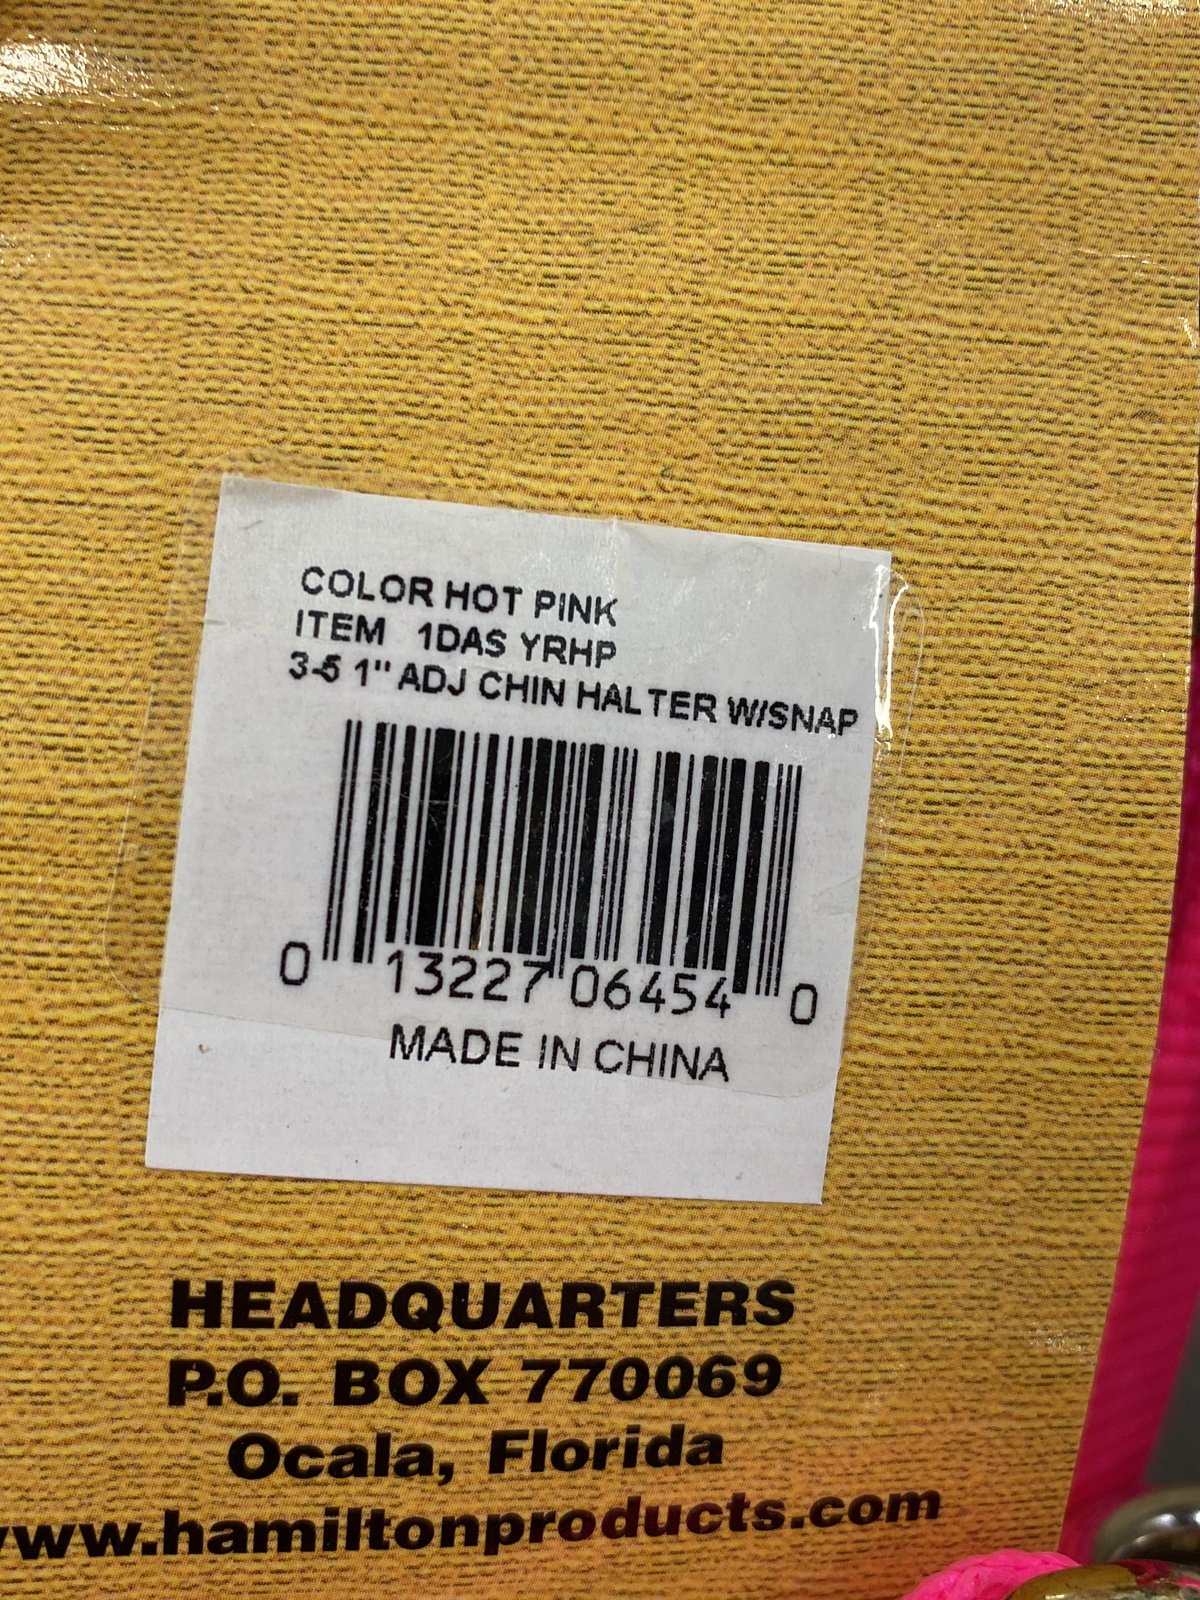 COLOR HOT PINK
ITEM 1DAS YRHP
3-5 1" ADJ CHIN HALTER W/SNAP
0 13227 06454 0
MADE IN CHINA
HEADQUARTERS
P.O. BOX 770069
Ocala, Florida
www.hamiltonproducts.com